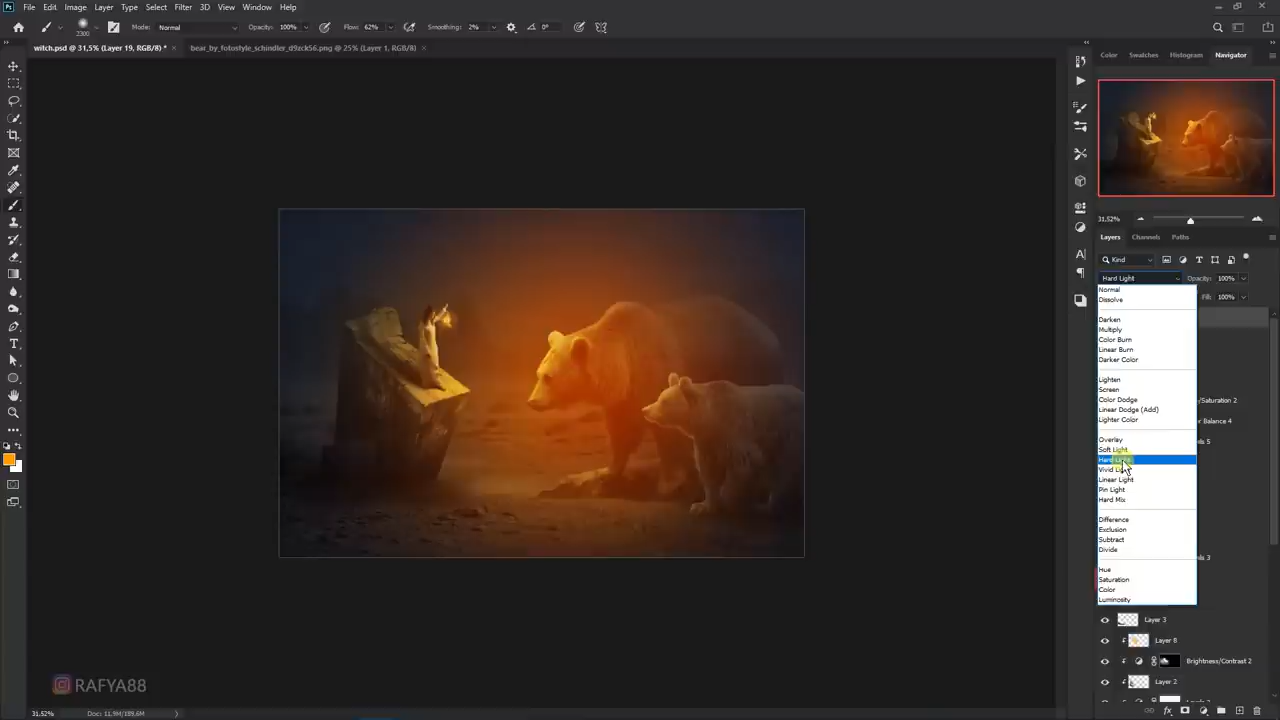 File Edit Image Layer Type Select Filter 3D View Window Help
Mode: Normal Opacity: 100% Flow: 62% Smoothing: 2% 0°
2300
witch.psd @ 31,5% (Layer 19, RGB/8) * × bear_by_fotostyle_schindler_d9zck56.png @ 25% (Layer 1, RGB/8) ×
Color Swatches Histogram Navigator
31.52%
Layers Channels Paths
Kind
Hard Light Opacity: 100%
Fill: 100%
Normal
Dissolve
Darken
Multiply
Color Burn
Linear Burn
Darker Color
Lighten
Screen
Color Dodge
Linear Dodge (Add)
Lighter Color
Overlay
Soft Light
Hard Light
Vivid Light
Linear Light
Pin Light
Hard Mix
Difference
Exclusion
Subtract
Divide
Hue
Saturation
Color
Luminosity
/Saturation 2
r Balance 4
ls 5
ls 3
Layer 3
Layer 8
Brightness/Contrast 2
Layer 2
RAFYA88
31.52% Doc: 11.9M/189.6M